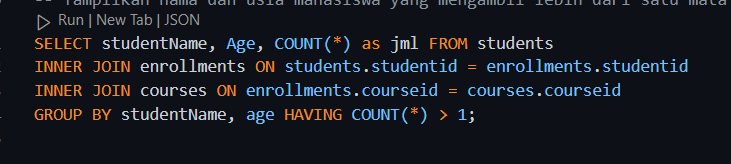 -- Tampilkan nama dan usia mahasiswa yang mengambil lebih dari satu mata
Run | New Tab | JSON
SELECT studentName, Age, COUNT(*) as jml FROM students
INNER JOIN enrollments ON students.studentid = enrollments.studentid
INNER JOIN courses ON enrollments.courseid = courses.courseid
GROUP BY studentName, age HAVING COUNT(*) > 1;